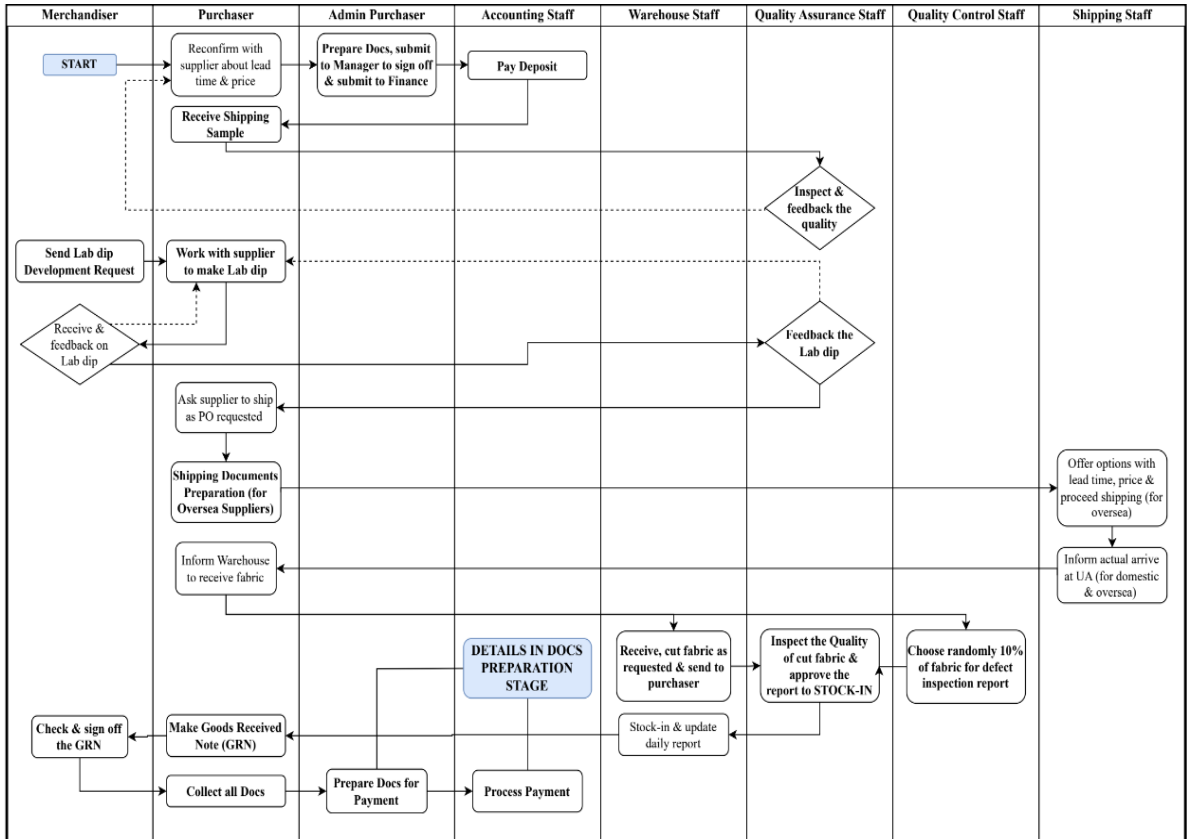 Merchandiser
Purchaser
Admin Purchaser
Accounting Staff
Warehouse Staff
Quality Assurance Staff
Quality Control Staff
Shipping Staff
START
Reconfirm with
supplier about lead
time & price
Prepare Docs, submit
to Manager to sign off
& submit to Finance
Pay Deposit
Receive Shipping
Sample
Inspect &
feedback the
quality
Send Lab dip
Development Request
Work with supplier
to make Lab dip
Receive &
feedback on
Lab dip
Feedback the
Lab dip
Ask supplier to ship
as PO requested
Shipping Documents
Preparation (for
Oversea Suppliers)
Offer options with
lead time, price &
proceed shipping (for
oversea)
Inform Warehouse
to receive fabric
Inform actual arrive
at UA (for domestic
& oversea)
DETAILS IN DOCS
PREPARATION
STAGE
Receive, cut fabric as
requested & send to
purchaser
Inspect the Quality
of cut fabric &
approve the
report to STOCK-IN
Choose randomly 10%
of fabric for defect
inspection report
Check & sign off
the GRN
Make Goods Received
Note (GRN)
Stock-in & update
daily report
Collect all Docs
Prepare Docs for
Payment
Process Payment